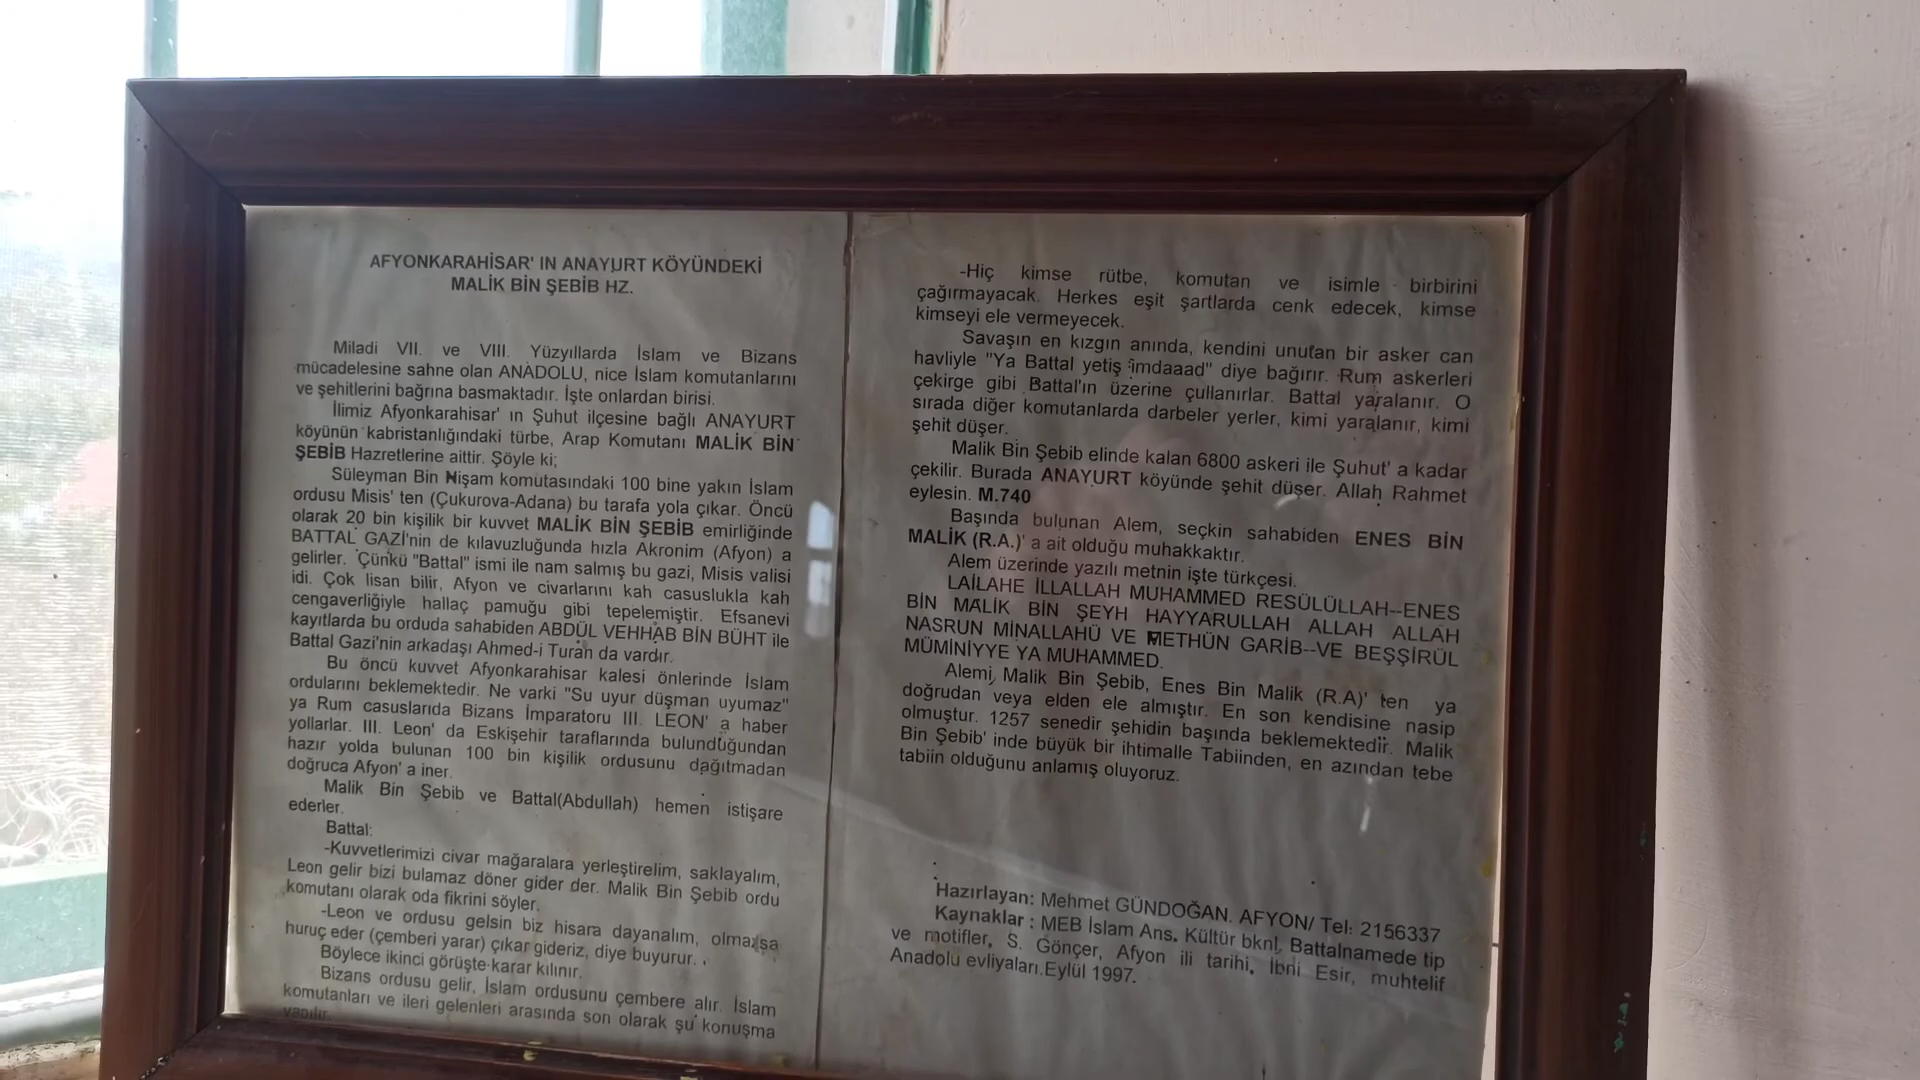 AFYONKARAHİSAR' IN ANAYURT KÖYÜNDEKİ
MALİK BİN ŞEBİB HZ.
Miladi VII. ve VIII. Yüzyıllarda İslam ve Bizans
mücadelesine sahne olan ANADOLU, nice İslam komutanlarını
ve şehitlerini bağrına basmaktadır. İşte onlardan birisi.
İlimiz Afyonkarahisar' ın Şuhut ilçesine bağlı ANAYURT
köyünün kabristanlığındaki türbe, Arap Komutanı MALİK BİN
ŞEBİB Hazretlerine aittir. Şöyle ki;
Süleyman Bin Nişam komutasındaki 100 bine yakın İslam
ordusu Misis' ten (Çukurova-Adana) bu tarafa yola çıkar. Öncü
olarak 20 bin kişilik bir kuvvet MALİK BİN ŞEBİB emirliğinde
BATTAL GAZİ'nin de kılavuzluğunda hızla Akronim (Afyon) a
gelirler. Çünkü "Battal" ismi ile nam salmış bu gazi, Misis valisi
idi. Çok lisan bilir, Afyon ve civarlarını kah casuslukla kah
cengaverliğiyle hallaç pamuğu gibi tepelemiştir. Efsanevi
kayıtlarda bu orduda sahabiden ABDÜL VEHHAB BİN BÜHT ile
Battal Gazi'nin arkadaşı Ahmed-i Turan da vardır.
Bu öncü kuvvet Afyonkarahisar kalesi önlerinde İslam
ordularını beklemektedir. Ne varki "Su uyur düşman uyumaz"
ya Rum casuslarıda Bizans İmparatoru III. LEON' a haber
yollarlar. III. Leon' da Eskişehir taraflarında bulunduğundan
hazır yolda bulunan 100 bin kişilik ordusunu dağıtmadan
doğruca Afyon' a iner.
Malik Bin Şebib ve Battal(Abdullah) hemen istişare
ederler.
Battal:
-Kuvvetlerimizi civar mağaralara yerleştirelim, saklayalım,
Leon gelir bizi bulamaz döner gider der. Malik Bin Şebib ordu
komutanı olarak oda fikrini söyler.
-Leon ve ordusu gelsin biz hisara dayanalım, olmazsa
huruç eder (çemberi yarar) çıkar gideriz, diye buyurur.
Böylece ikinci görüşte karar kılınır.
Bizans ordusu gelir, İslam ordusunu çembere alır. İslam
komutanları ve ileri gelenleri arasında son olarak şu konuşma
yapılır.
-Hiç kimse rütbe, komutan ve isimle birbirini
çağırmayacak. Herkes eşit şartlarda cenk edecek, kimse
kimseyi ele vermeyecek.
Savaşın en kızgın anında, kendini unutan bir asker can
havliyle "Ya Battal yetiş imdaaad" diye bağırır. Rum askerleri
çekirge gibi Battal'ın üzerine çullanırlar. Battal yaralanır. O
sırada diğer komutanlarda darbeler yerler, kimi yaralanır, kimi
şehit düşer.
Malik Bin Şebib elinde kalan 6800 askeri ile Şuhut' a kadar
çekilir. Burada ANAYURT köyünde şehit düşer. Allah Rahmet
eylesin. M.740
Başında bulunan Alem, seçkin sahabiden ENES BİN
MALİK (R.A.)' a ait olduğu muhakkaktır.
Alem üzerinde yazılı metnin işte türkçesi.
LAİLAHE İLLALLAH MUHAMMED RESÜLÜLLAH--ENES
BİN MALİK BİN ŞEYH HAYYARULLAH ALLAH ALLAH
NASRUN MİNALLAHÜ VE METHÜN GARİB--VE BEŞŞİRÜL
MÜMİNİYYE YA MUHAMMED.
Alemi, Malik Bin Şebib, Enes Bin Malik (R.A)' ten ya
doğrudan veya elden ele almıştır. En son kendisine nasip
olmuştur. 1257 senedir şehidin başında beklemektedir. Malik
Bin Şebib' inde büyük bir ihtimalle Tabiinden, en azından tebe
tabiin olduğunu anlamış oluyoruz.
Hazırlayan: Mehmet GÜNDOĞAN. AFYON/ Tel: 2156337
Kaynaklar : MEB İslam Ans. Kültür bknl, Battalnamede tip
ve motifler, S. Gönçer, Afyon ili tarihi, İbni Esir, muhtelif
Anadolu evliyaları.Eylül 1997.